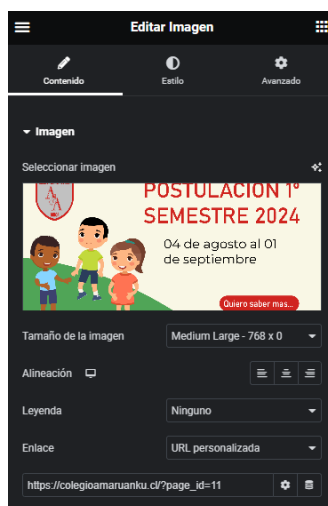 Editar Imagen
Contenido
Estilo
Avanzado
Imagen
Seleccionar imagen
POSTULACION 1º
SEMESTRE 2024
04 de agosto al 01
de septiembre
Quiero saber mas...
Tamaño de la imagen
Medium Large - 768 x 0
Alineación
Leyenda
Ninguno
Enlace
URL personalizada
https://colegioamaruanku.cl/?page_id=11